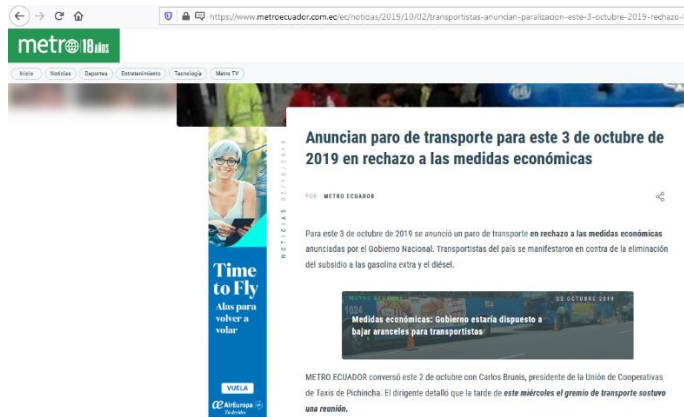 https://www.metroecuador.com.ec/ec/noticias/2019/10/02/transportistas-anuncian-paralizacion-este-3-octubre-2019-rechazo-
metro 18 años
Inicio
Noticias
Deportes
Entretenimiento
Tecnología
Metro TV
Anuncian paro de transporte para este 3 de octubre de
2019 en rechazo a las medidas económicas
POR: METRO ECUADOR
NOTICIAS 02/10/2019
Para este 3 de octubre de 2019 se anunció un paro de transporte en rechazo a las medidas económicas
anunciadas por el Gobierno Nacional. Transportistas del país se manifestaron en contra de la eliminación
del subsidio a las gasolina extra y el diésel.
METRO ECUADOR
02 OCTUBRE 2019
1024
Medidas económicas: Gobierno estaría dispuesto a
bajar aranceles para transportistas
METRO ECUADOR conversó este 2 de octubre con Carlos Brunis, presidente de la Unión de Cooperativas
de Taxis de Pichincha. El dirigente detalló que la tarde de este miércoles el gremio de transporte sostuvo
una reunión.
Time
to Fly
Alas para
volver a
volar
VUELA
AirEuropa